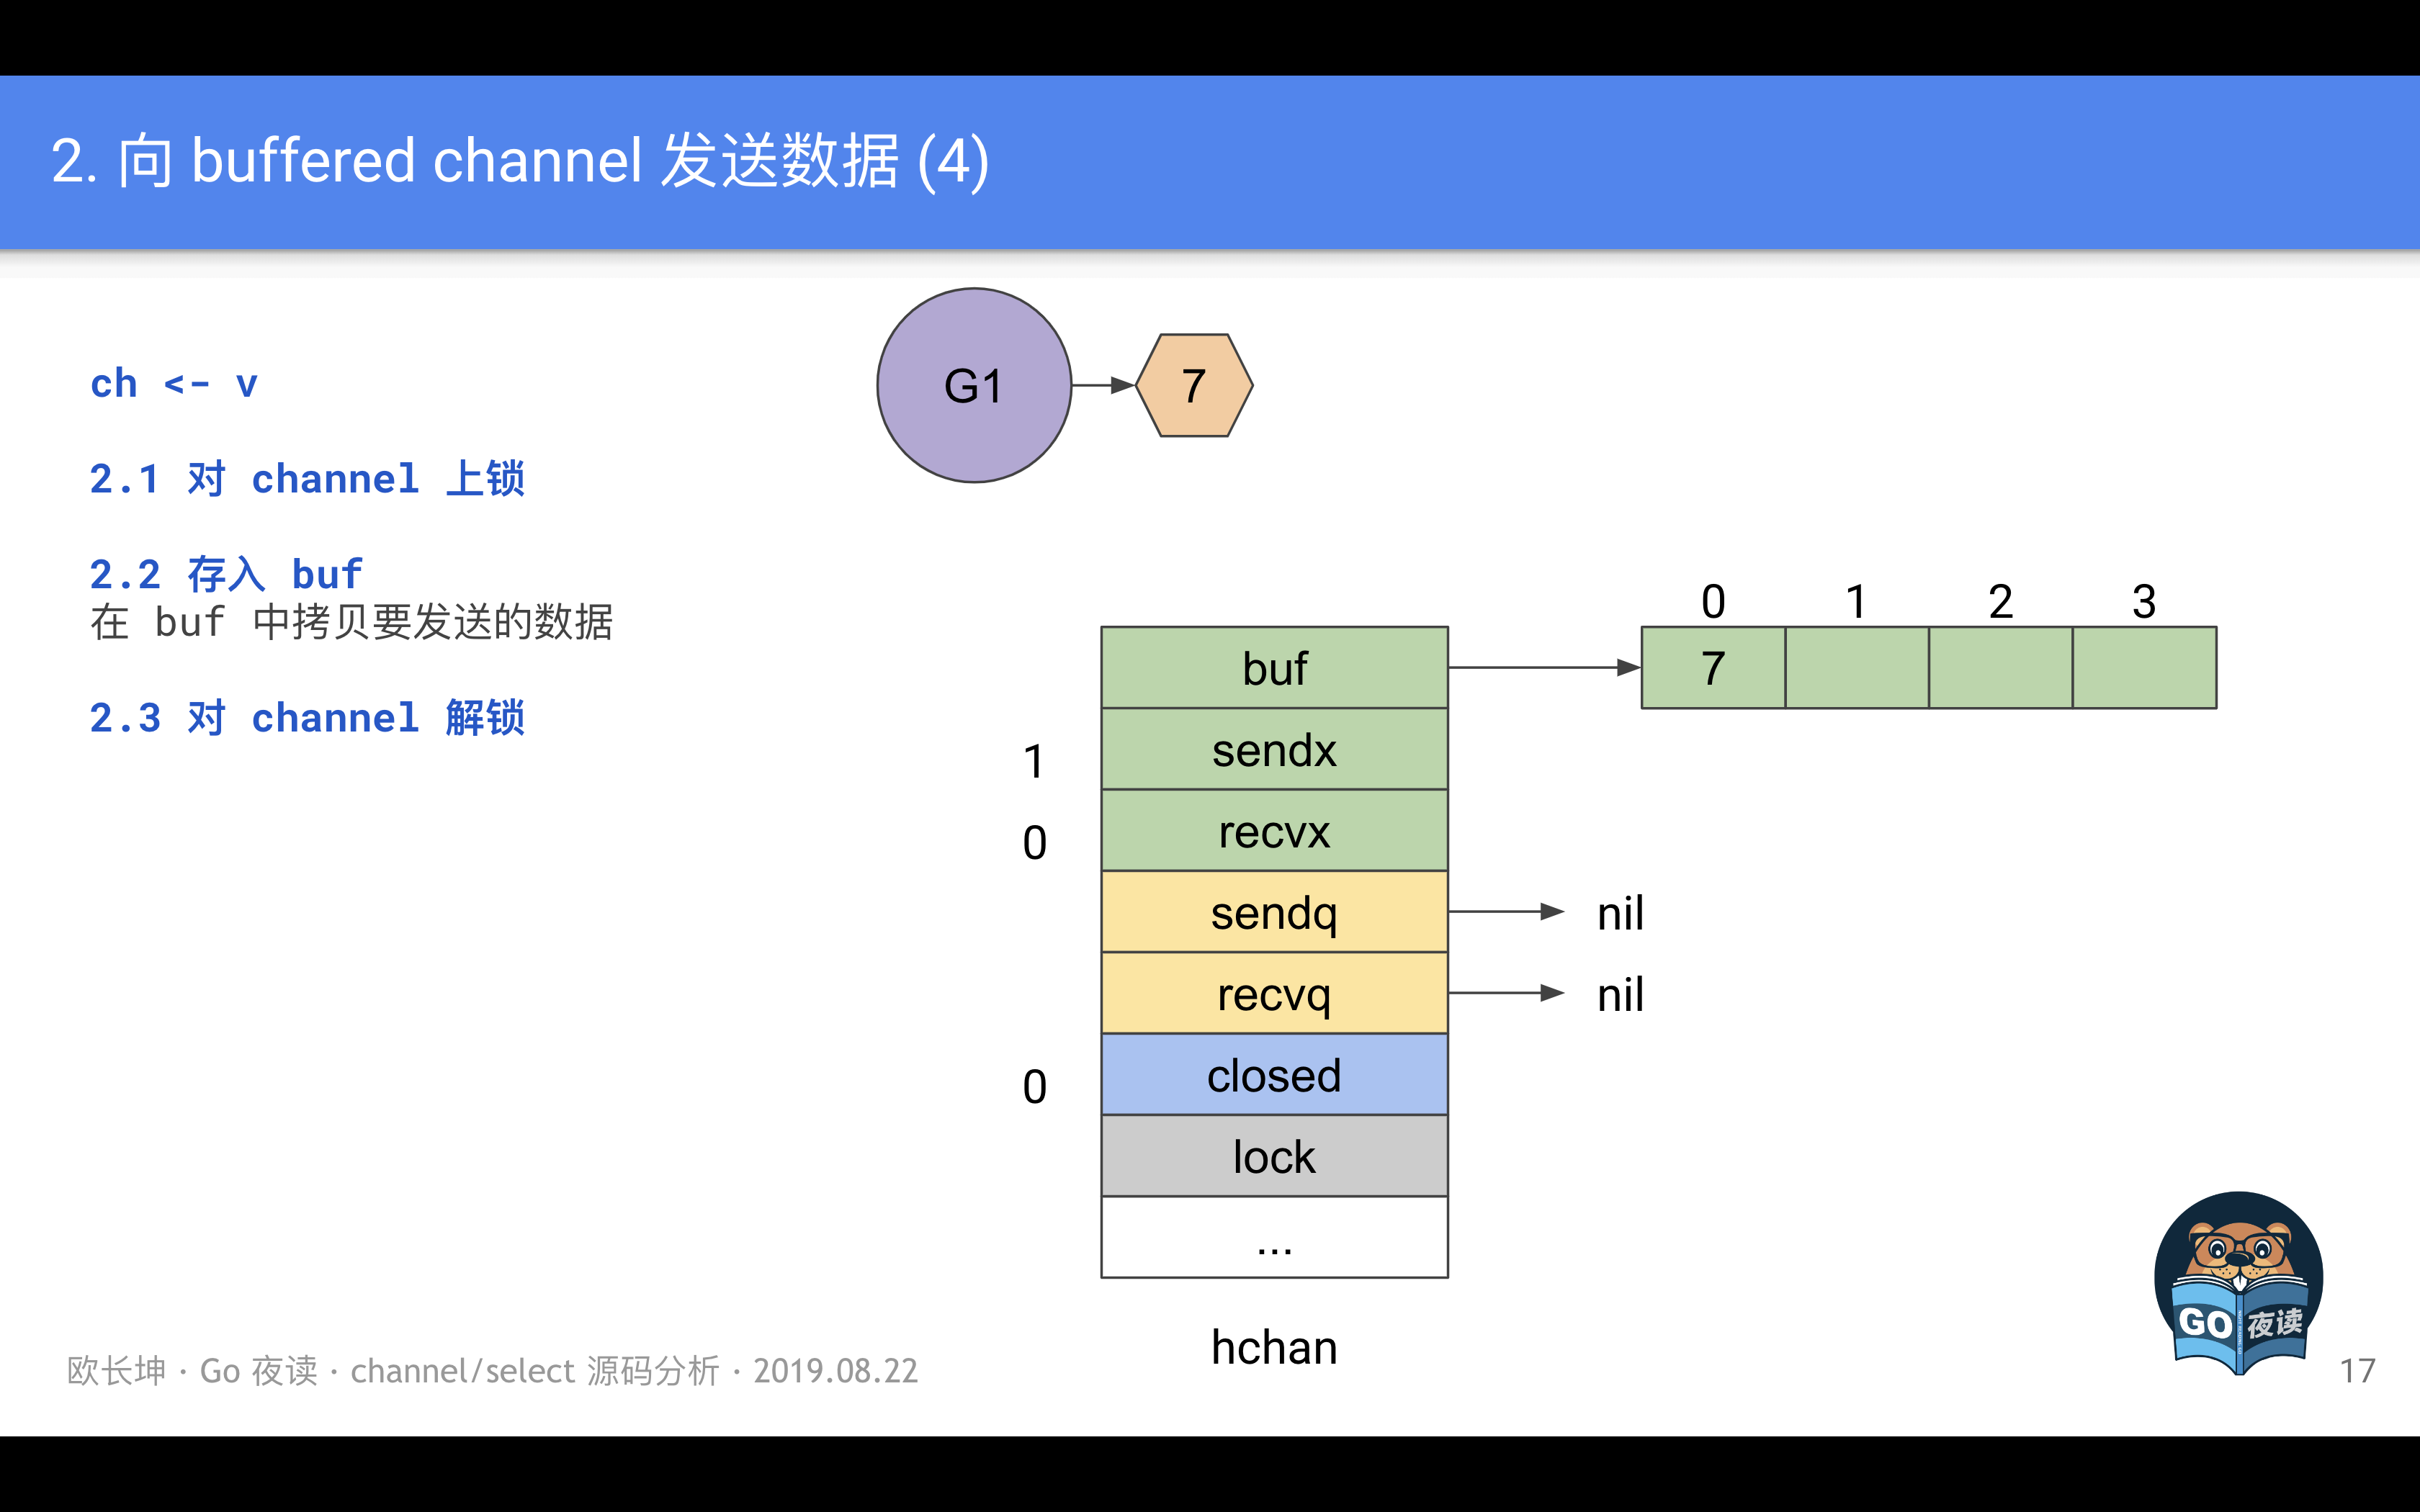 2. 向 buffered channel 发送数据 (4)
ch <- v
2.1 对 channel 上锁
2.2 存入 buf
在 buf 中拷贝要发送的数据
2.3 对 channel 解锁
G1
7
0 1 2 3
buf
7
1
sendx
0
recvx
sendq
nil
recvq
nil
0
closed
lock
...
hchan
GO 夜读
欧长坤 · Go 夜读 · channel/select 源码分析 · 2019.08.22
17